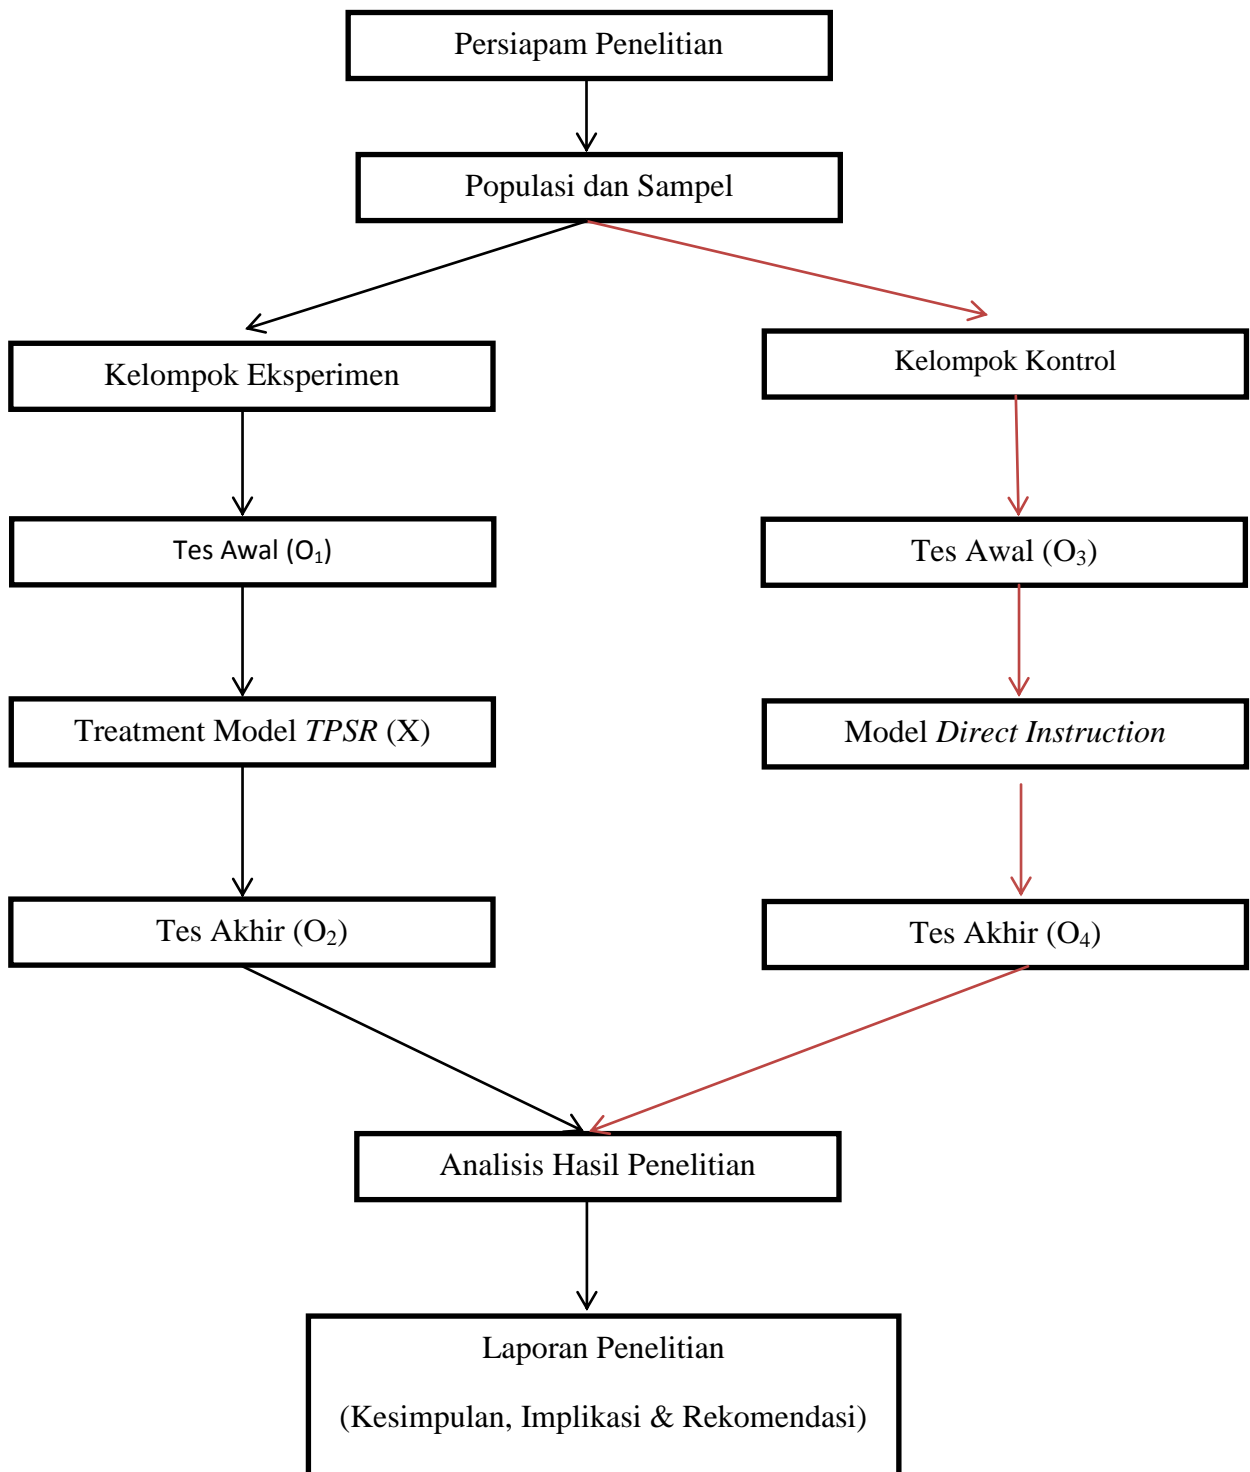 Persiapam Penelitian
Populasi dan Sampel
Kelompok Eksperimen
Kelompok Kontrol
Tes Awal (O₁)
Tes Awal (O₃)
Treatment Model TPSR (X)
Model Direct Instruction
Tes Akhir (O₂)
Tes Akhir (O₄)
Analisis Hasil Penelitian
Laporan Penelitian
(Kesimpulan, Implikasi & Rekomendasi)